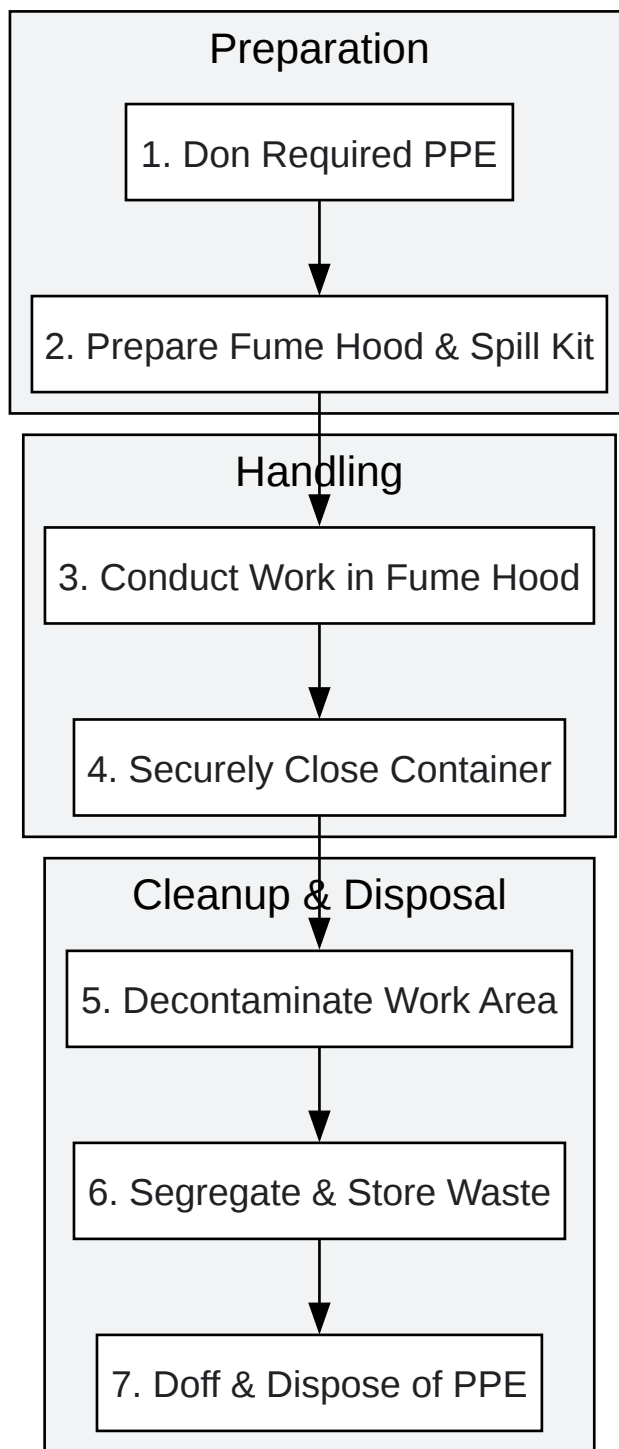 Preparation
1. Don Required PPE
2. Prepare Fume Hood & Spill Kit
Handling
3. Conduct Work in Fume Hood
4. Securely Close Container
Cleanup & Disposal
5. Decontaminate Work Area
6. Segregate & Store Waste
7. Doff & Dispose of PPE